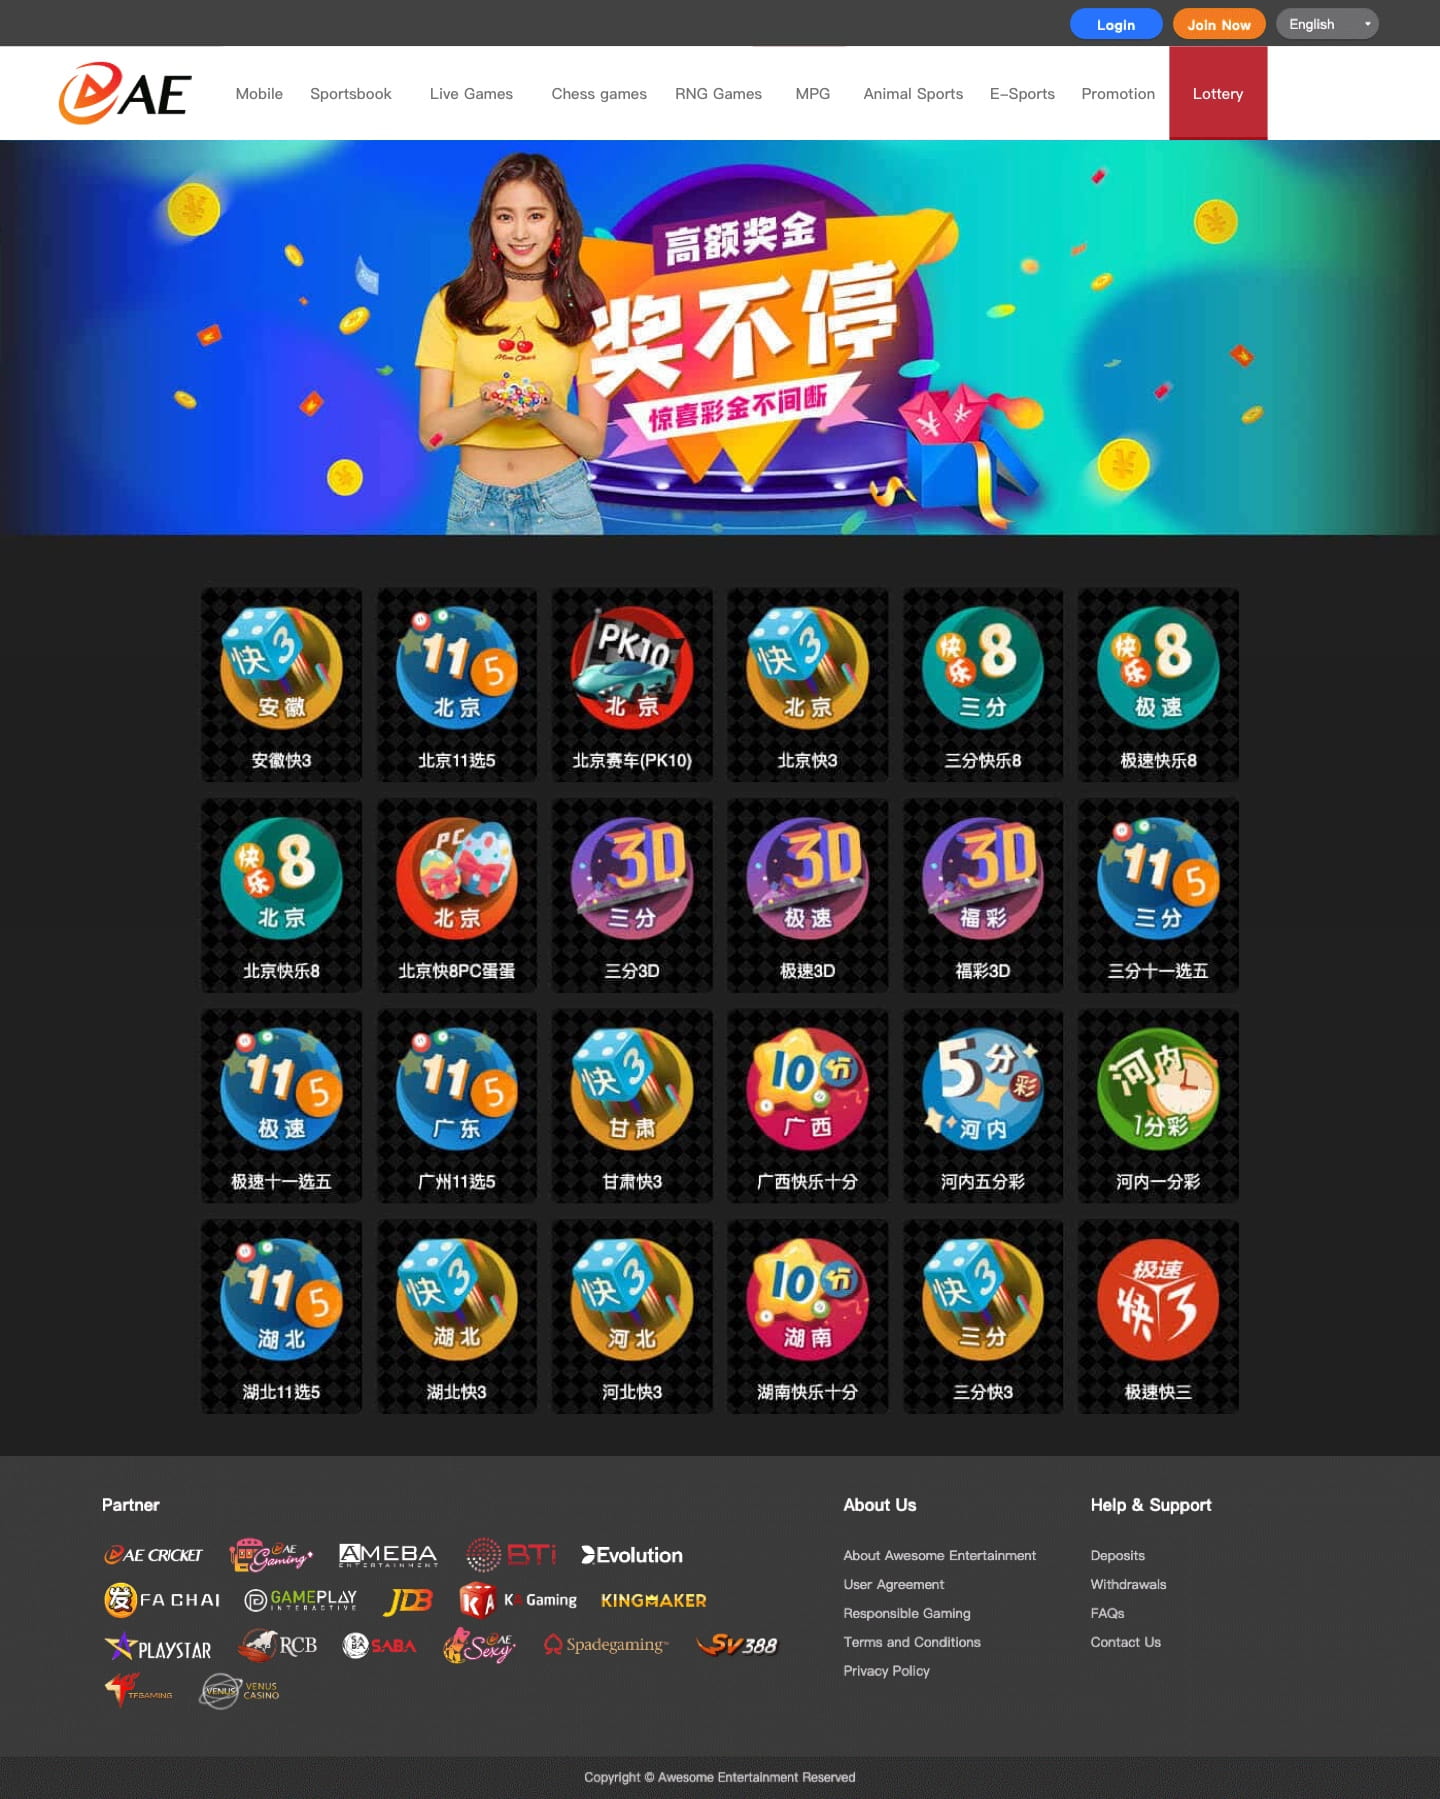 Login
Join Now
English
AE
Mobile
Sportsbook
Live Games
Chess games
RNG Games
MPG
Animal Sports
E-Sports
Promotion
Lottery
高额奖金
奖不停
惊喜彩金不间断
快3
安徽
安徽快3
11 5
北京
北京11选5
PK10
北京
北京赛车(PK10)
快3
北京
北京快3
快乐8
三分
三分快乐8
快乐8
极速
极速快乐8
快乐8
北京
北京快乐8
PC
北京
北京快8PC蛋蛋
3D
三分
三分3D
3D
极速
极速3D
3D
福彩
福彩3D
11 5
三分
三分十一选五
11 5
极速
极速十一选五
11 5
广东
广州11选5
快3
甘肃
甘肃快3
10分
广西
广西快乐十分
5分彩
河内
河内五分彩
河内
1分彩
河内一分彩
11 5
湖北
湖北11选5
快3
湖北
湖北快3
快3
河北
河北快3
10分
湖南
湖南快乐十分
快3
三分
三分快3
极速
快3
极速快三
Partner
AE CRICKET
AE Gaming
AMEBA
ENTERTAINMENT
BTi
Evolution
发 FA CHAI
GAMEPLAY
INTERACTIVE
JDB
KA KA Gaming
KINGMAKER
PLAYSTAR
RCB
SABA SABA
AE Sexy
Spadegaming
SV388
TFGAMING
VENUS VENUS CASINO
About Us
About Awesome Entertainment
User Agreement
Responsible Gaming
Terms and Conditions
Privacy Policy
Help & Support
Deposits
Withdrawals
FAQs
Contact Us
Copyright © Awesome Entertainment Reserved